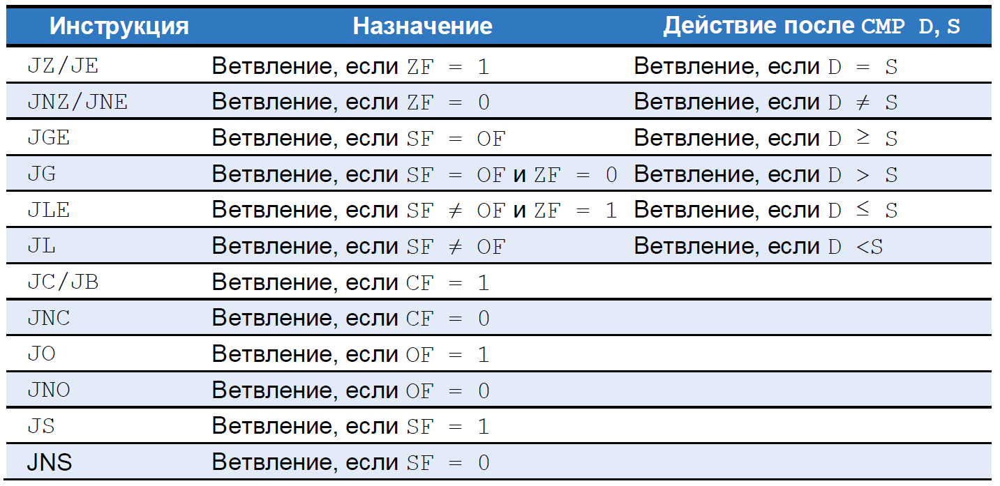 Инструкция Назначение Действие после CMP D, S
JZ/JE Ветвление, если ZF = 1 Ветвление, если D = S
JNZ/JNE Ветвление, если ZF = 0 Ветвление, если D ≠ S
JGE Ветвление, если SF = OF Ветвление, если D ≥ S
JG Ветвление, если SF = OF и ZF = 0 Ветвление, если D > S
JLE Ветвление, если SF ≠ OF и ZF = 1 Ветвление, если D ≤ S
JL Ветвление, если SF ≠ OF Ветвление, если D <S
JC/JB Ветвление, если CF = 1
JNC Ветвление, если CF = 0
JO Ветвление, если OF = 1
JNO Ветвление, если OF = 0
JS Ветвление, если SF = 1
JNS Ветвление, если SF = 0